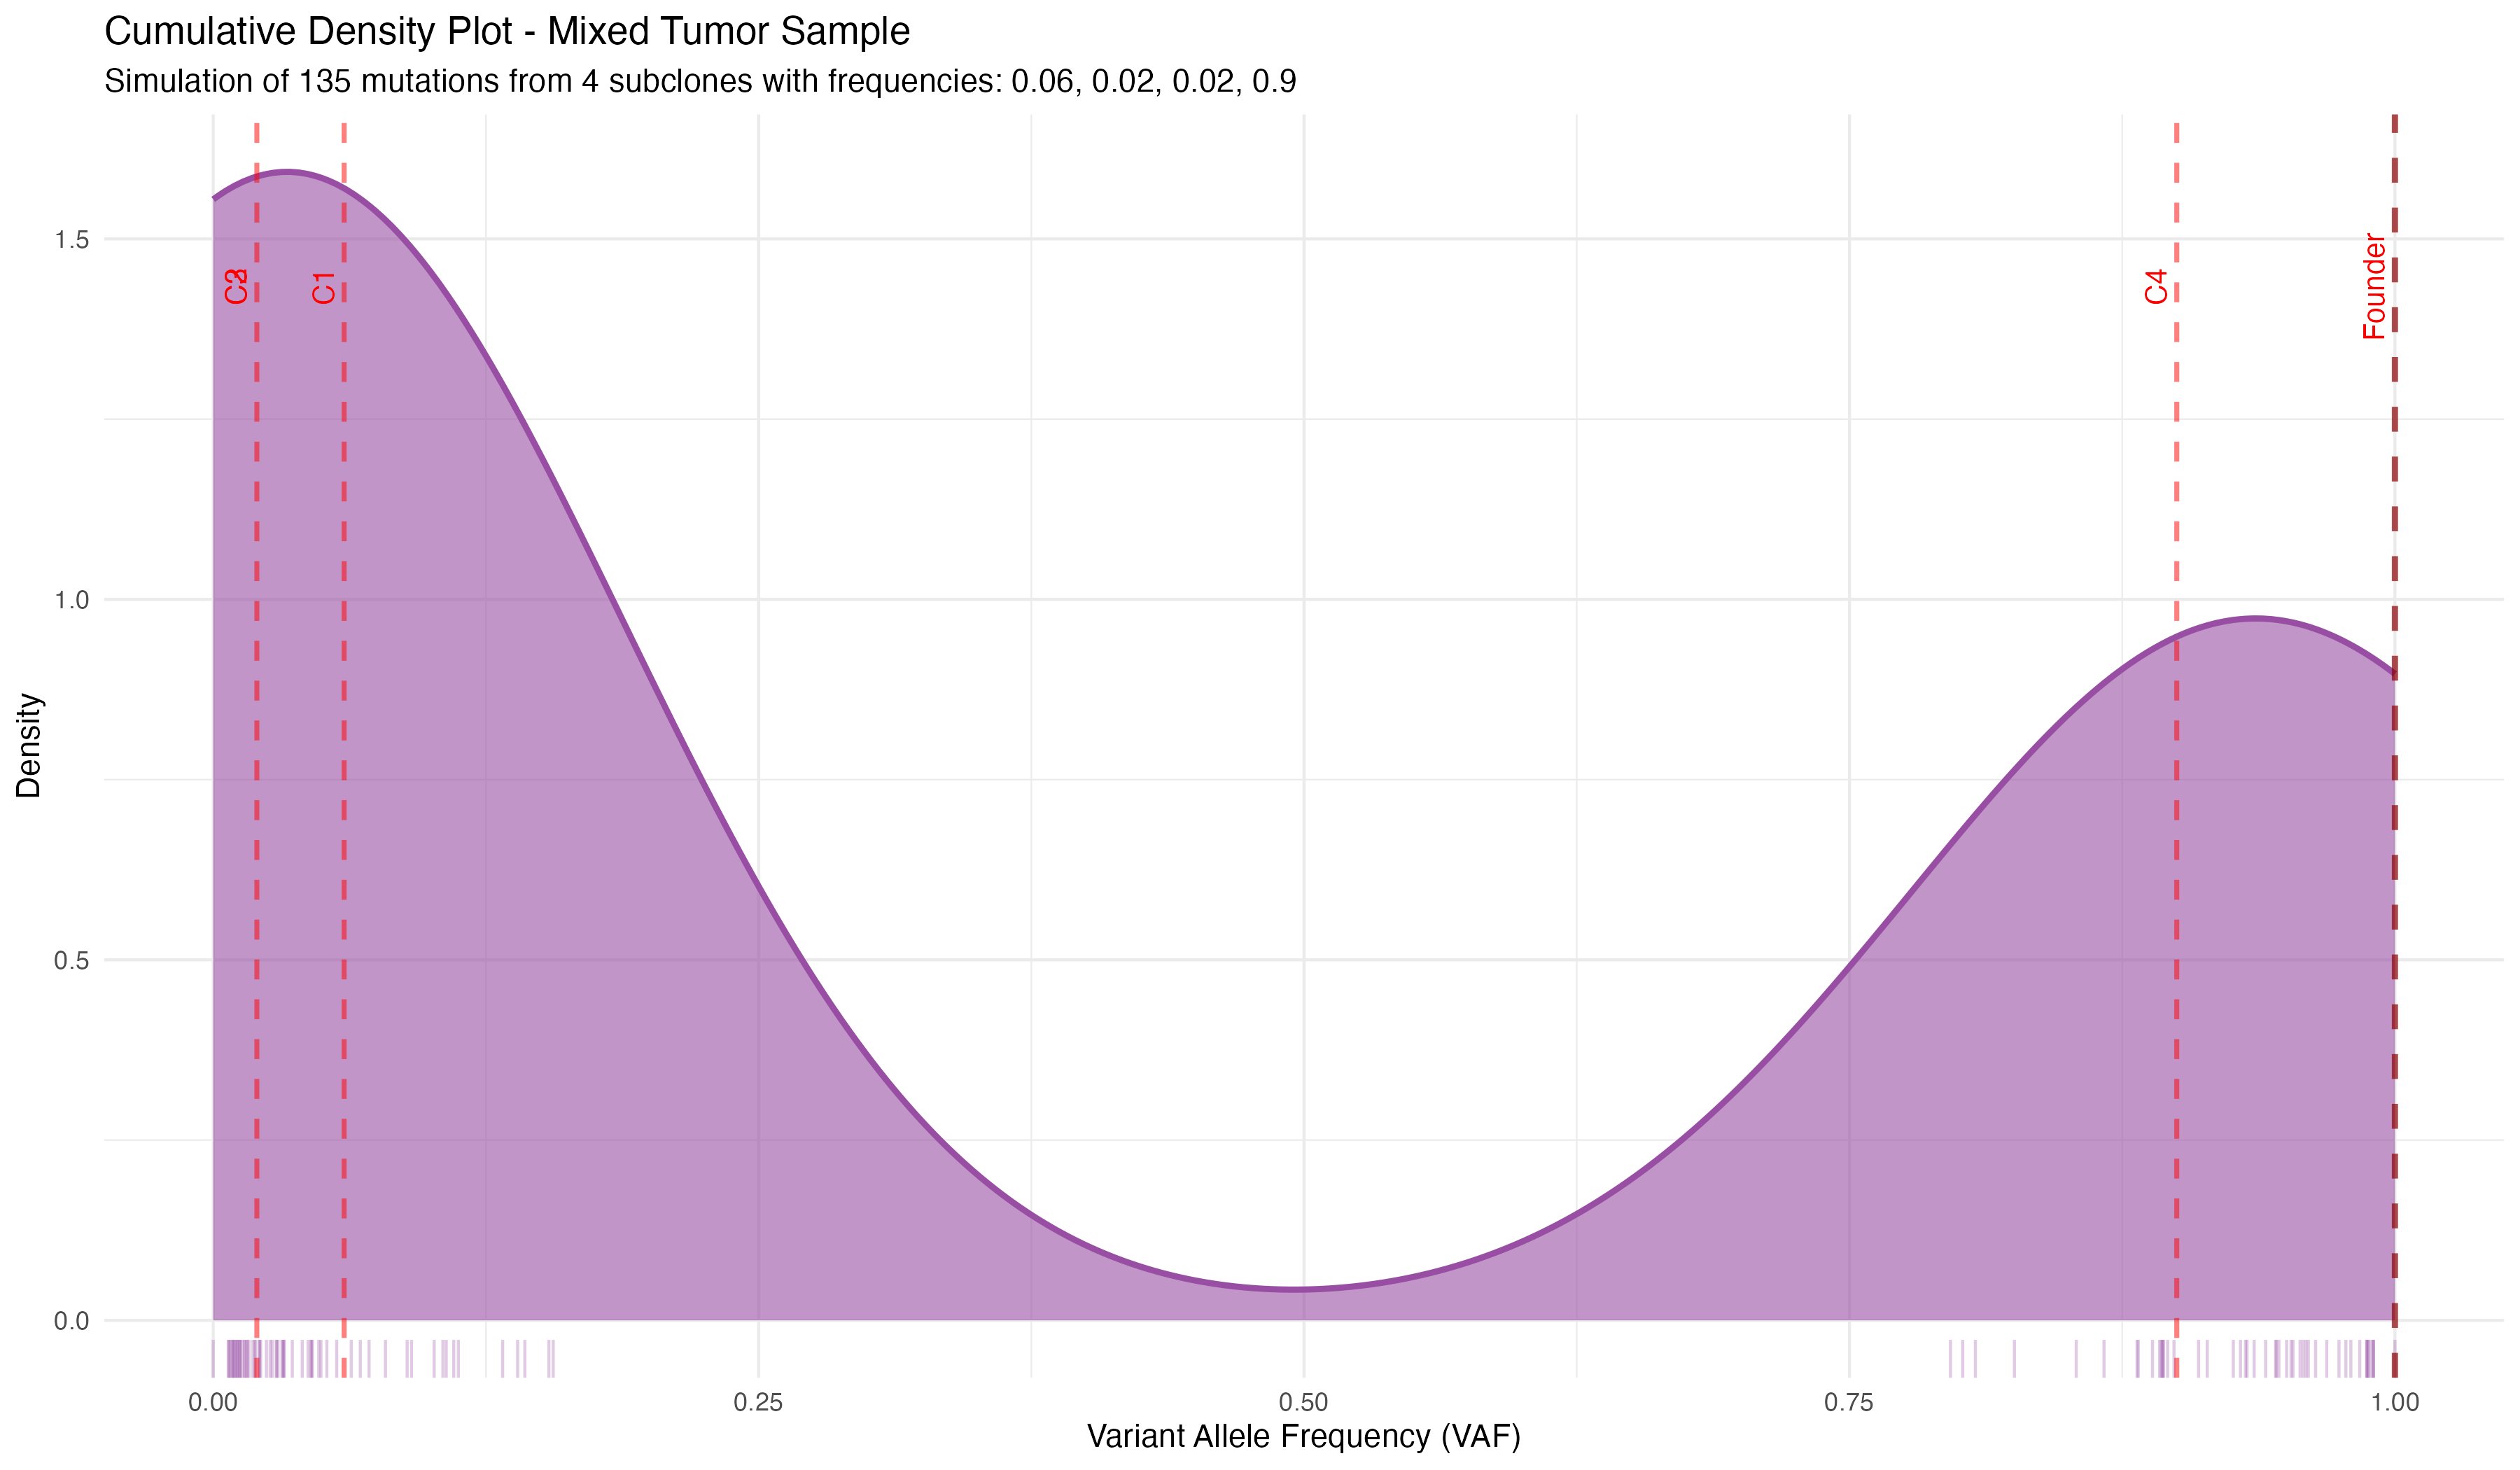 Cumulative Density Plot - Mixed Tumor Sample
Simulation of 135 mutations from 4 subclones with frequencies: 0.06, 0.02, 0.02, 0.9
Density
1.5
1.0
0.5
0.0
C1
C4
Founder
0.00
0.25
0.50
0.75
1.00
Variant Allele Frequency (VAF)